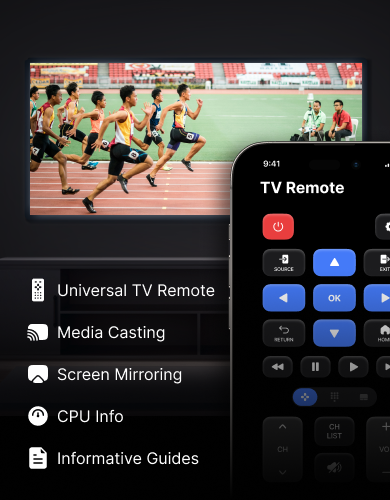 9:41
TV Remote
SOURCE
EXIT
OK
RETURN
HOME
CH
CH
LIST
VO
Universal TV Remote
Media Casting
Screen Mirroring
CPU Info
Informative Guides